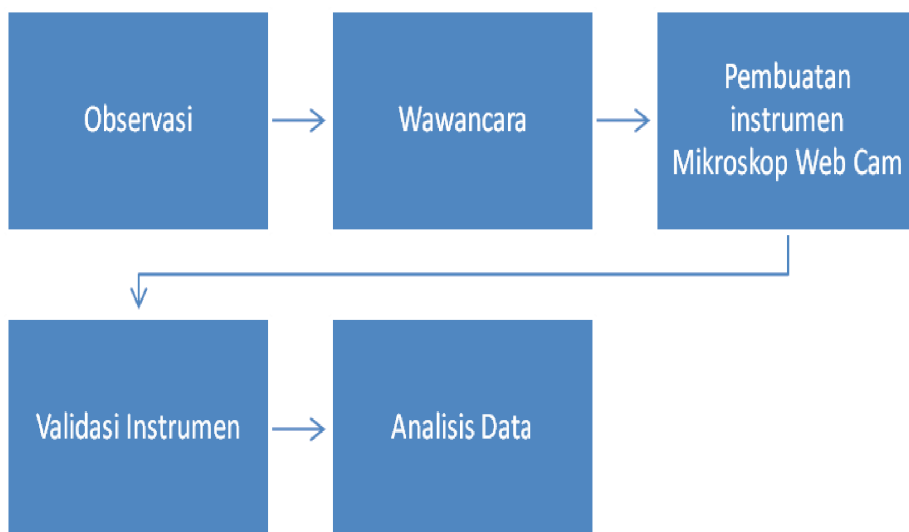 Observasi
Wawancara
Pembuatan
instrumen
Mikroskop Web Cam
Validasi Instrumen
Analisis Data